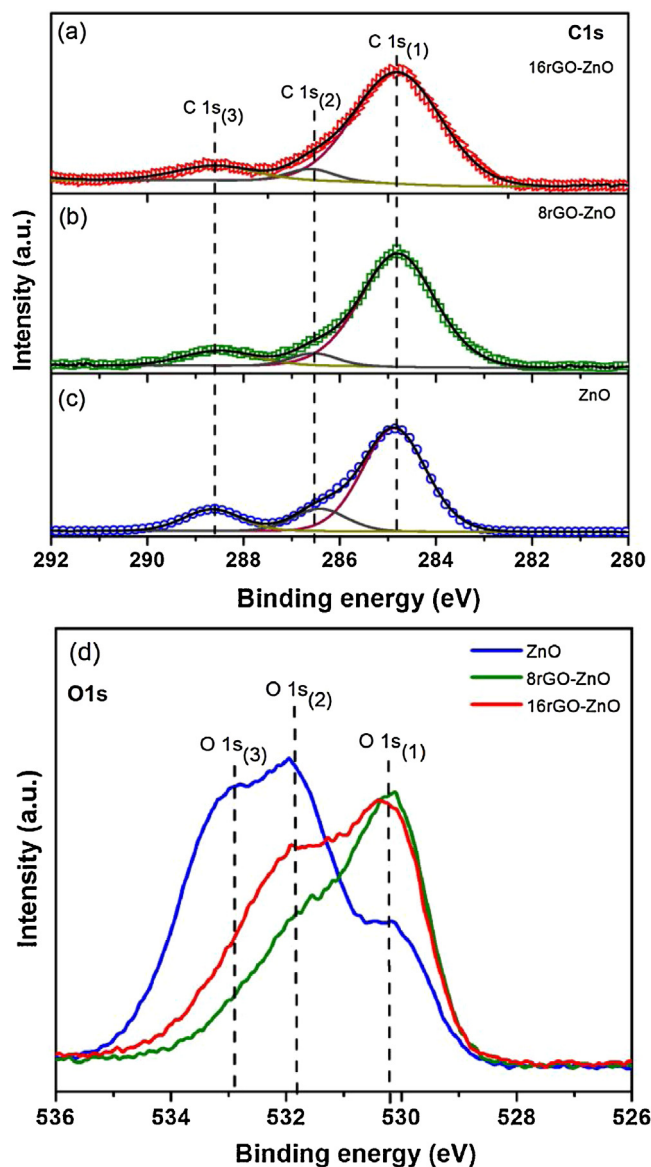 (a)
C 1s(1)
C1s
16rGO-ZnO
C 1s(2)
C 1s(3)
(b)
8rGO-ZnO
(c)
ZnO
Intensity (a.u.)
292 290 288 286 284 282 280
Binding energy (eV)
(d)
ZnO
8rGO-ZnO
16rGO-ZnO
O1s
O 1s(2)
O 1s(3)
O 1s(1)
Intensity (a.u.)
536 534 532 530 528 526
Binding energy (eV)